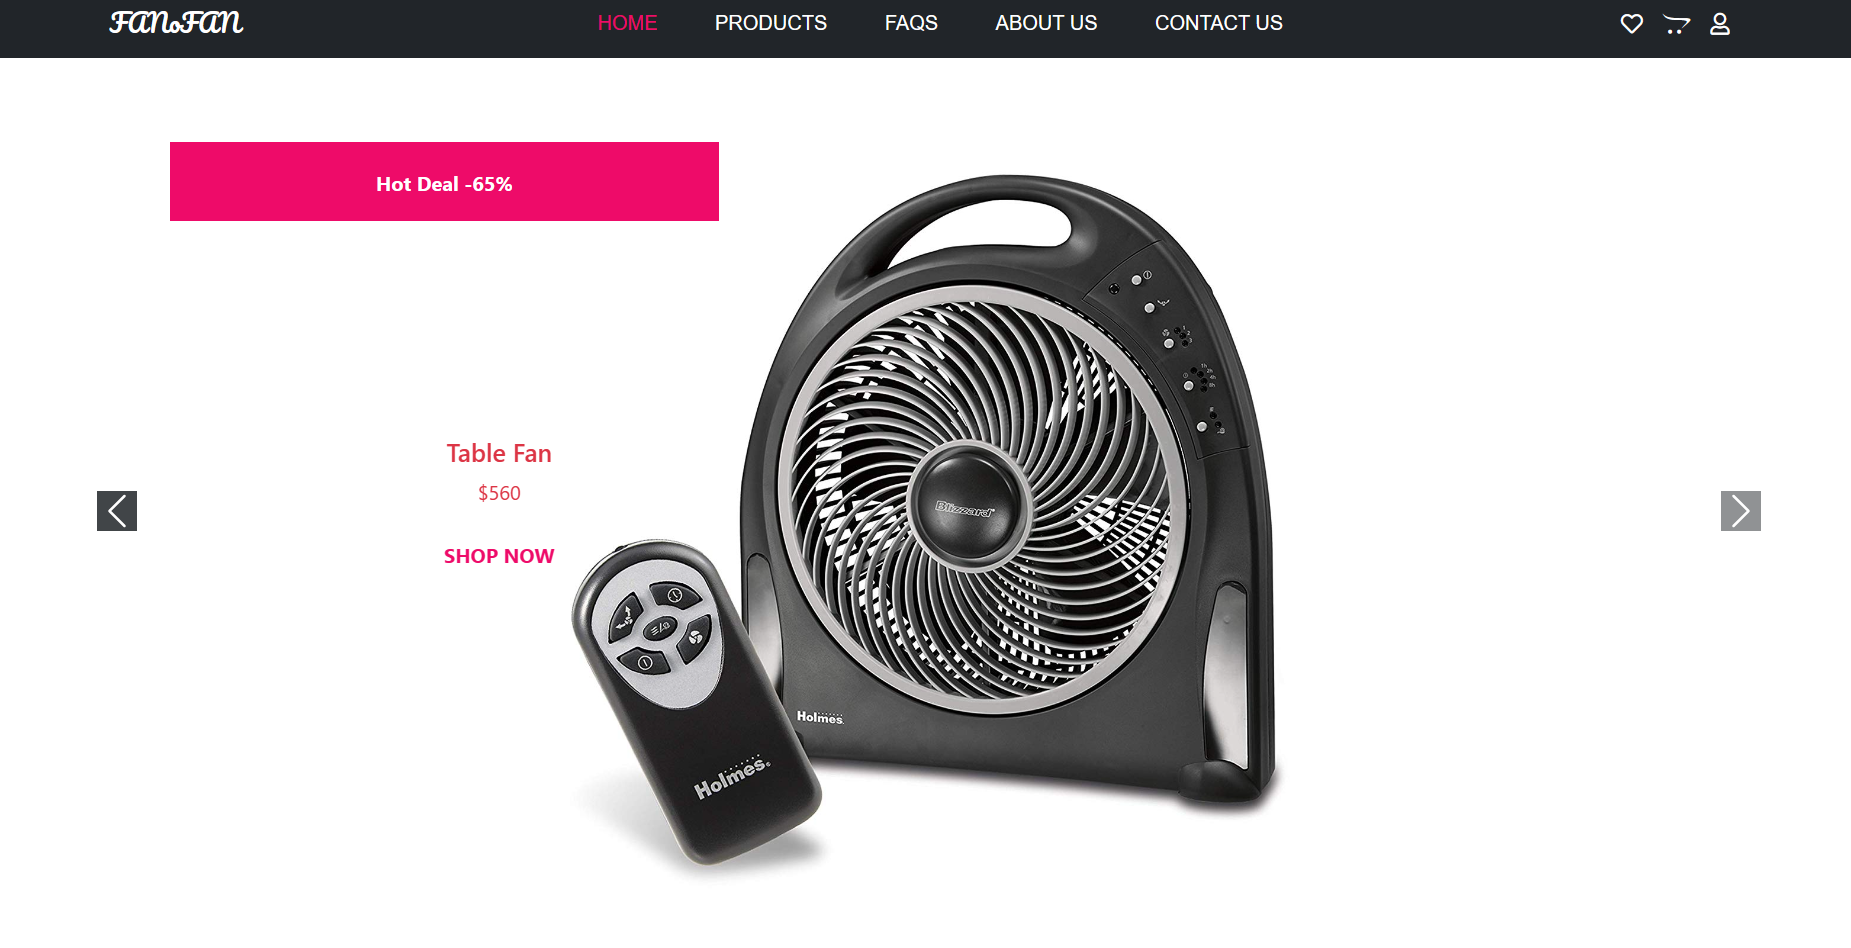 FANoFAN
HOME
PRODUCTS
FAQS
ABOUT US
CONTACT US
Hot Deal -65%
Table Fan
$560
SHOP NOW
Blizzard®
Holmes
Holmes